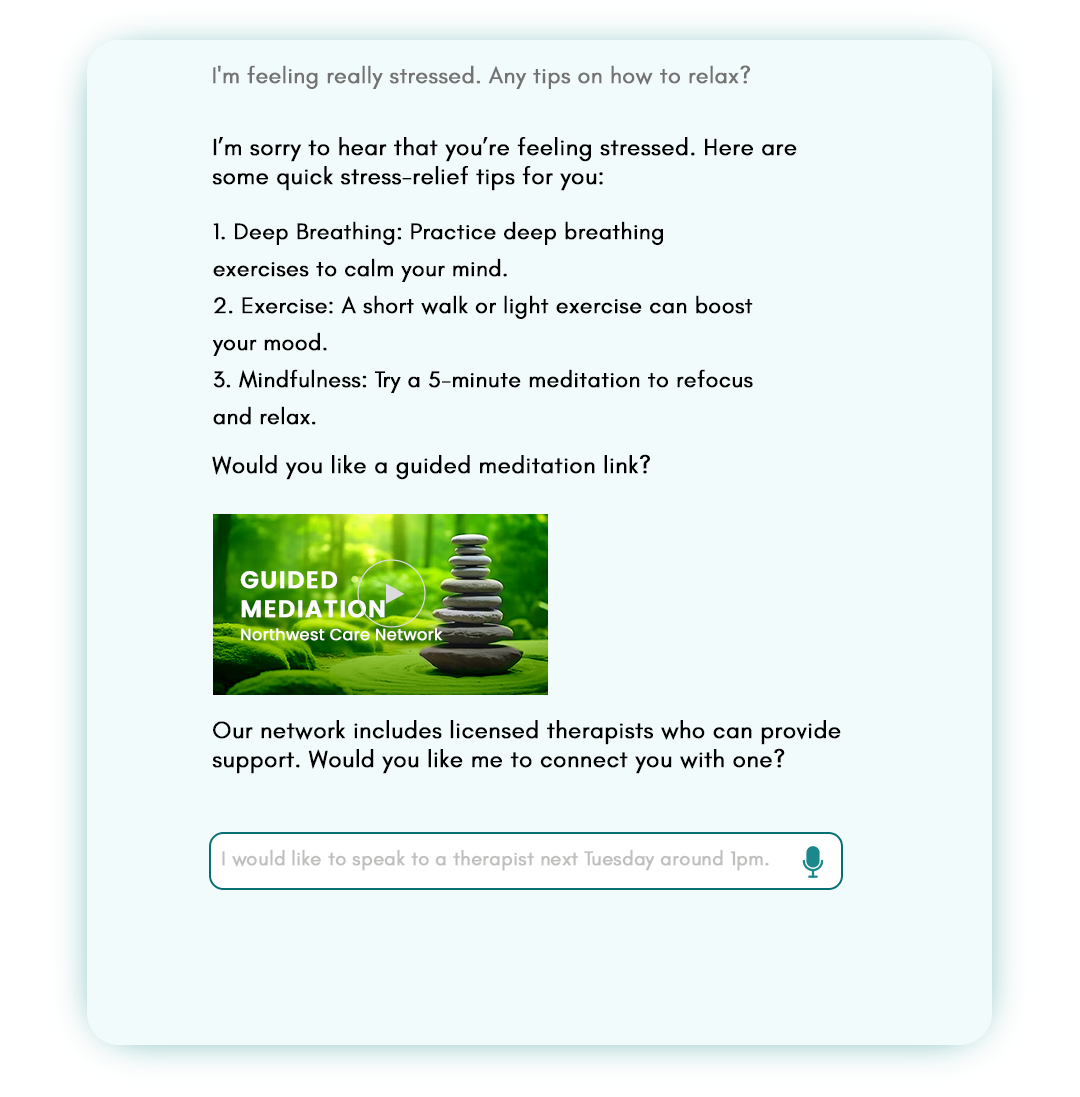 I'm feeling really stressed. Any tips on how to relax?
I’m sorry to hear that you’re feeling stressed. Here are
some quick stress-relief tips for you:
1. Deep Breathing: Practice deep breathing
exercises to calm your mind.
2. Exercise: A short walk or light exercise can boost
your mood.
3. Mindfulness: Try a 5-minute meditation to refocus
and relax.
Would you like a guided meditation link?
GUIDED
MEDIATION
Northwest Care Network
Our network includes licensed therapists who can provide
support. Would you like me to connect you with one?
I would like to speak to a therapist next Tuesday around 1pm.